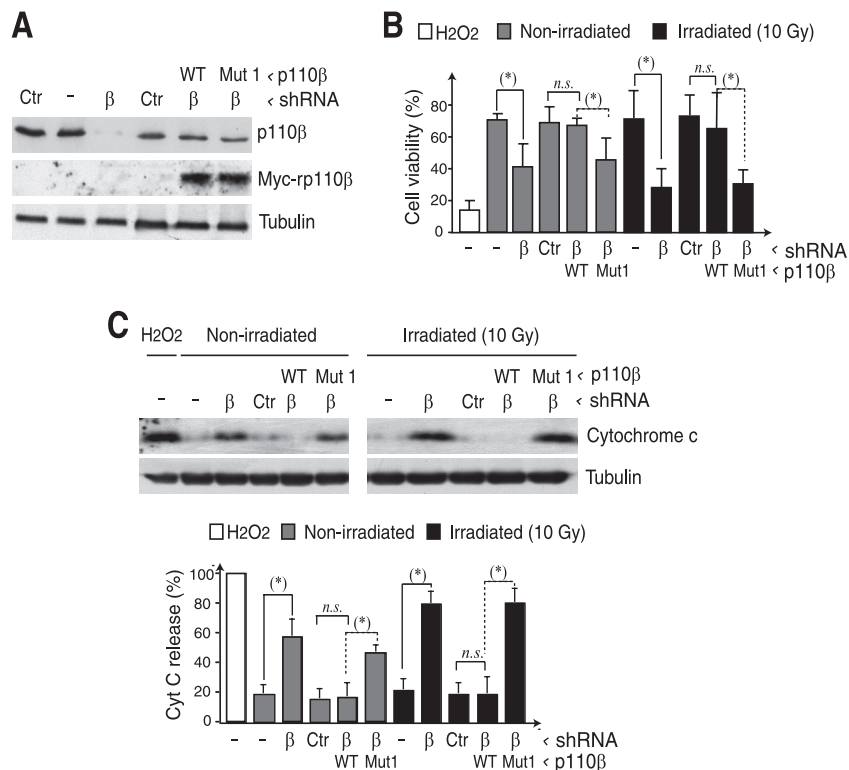 A
WT Mut 1 < p110β
Ctr - β Ctr β β < shRNA
p110β
Myc-rp110β
Tubulin
B
H2O2 Non-irradiated Irradiated (10 Gy)
Cell viability (%)
80
60
40
20
0
(*) n.s. (*) (*) n.s. (*)
- - β Ctr β β - β Ctr β β < shRNA
WT Mut1 WT Mut1 < p110β
C
H2O2 Non-irradiated Irradiated (10 Gy)
WT Mut 1 WT Mut 1 < p110β
- - β Ctr β β - β Ctr β β < shRNA
Cytochrome c
Tubulin
H2O2 Non-irradiated Irradiated (10 Gy)
Cyt C release (%)
100
80
60
40
20
0
(*) n.s. (*) (*) n.s. (*)
- - β Ctr β β - β Ctr β β < shRNA
WT Mut1 WT Mut1 < p110β